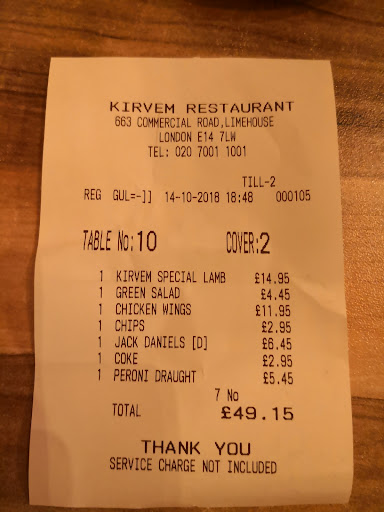 KIRVEM RESTAURANT
663 COMMERCIAL ROAD,LIMEHOUSE
LONDON E14 7LW
TEL: 020 7001 1001
TILL-2
REG GUL=-]] 14-10-2018 18:48 000105
TABLE No:10 COVER:2
1 KIRVEM SPECIAL LAMB £14.95
1 GREEN SALAD £4.45
1 CHICKEN WINGS £11.95
1 CHIPS £2.95
1 JACK DANIELS [D] £6.45
1 COKE £2.95
1 PERONI DRAUGHT £5.45
7 No
TOTAL £49.15
THANK YOU
SERVICE CHARGE NOT INCLUDED